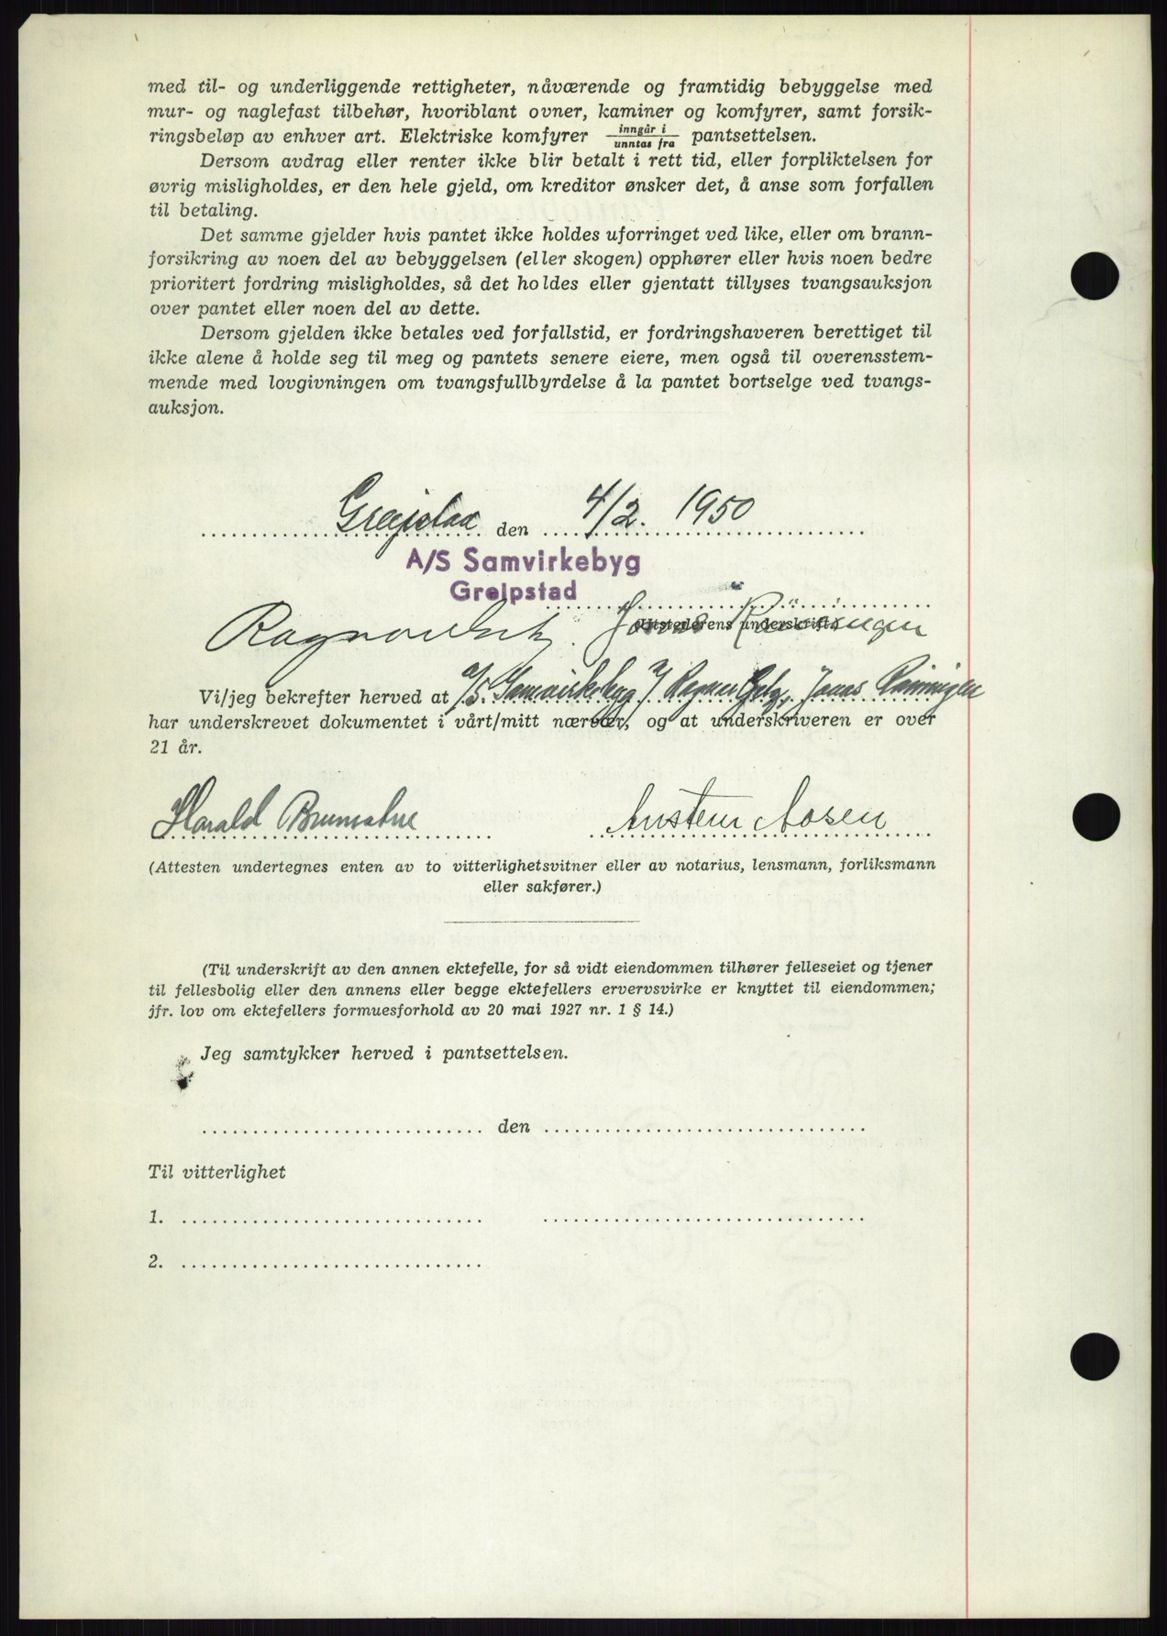 med til- og underliggende rettigheter, nåværende og framtidig bebyggelse med
mur- og naglefast tilbehør, hvoriblant ovner, kaminer og komfyrer, samt forsik-
ringsbeløp av enhver art. Elektriske komfyrer inngår i / unntas fra pantsettelsen.
Dersom avdrag eller renter ikke blir betalt i rett tid, eller forpliktelsen for
øvrig misligholdes, er den hele gjeld, om kreditor ønsker det, å anse som forfallen
til betaling.
Det samme gjelder hvis pantet ikke holdes uforringet ved like, eller om brann-
forsikring av noen del av bebyggelsen (eller skogen) opphører eller hvis noen bedre
prioritert fordring misligholdes, så det holdes eller gjentatt tillyses tvangsauksjon
over pantet eller noen del av dette.
Dersom gjelden ikke betales ved forfallstid, er fordringshaveren berettiget til
ikke alene å holde seg til meg og pantets senere eiere, men også til overensstem-
mende med lovgivningen om tvangsfullbyrdelse å la pantet bortselge ved tvangs-
auksjon.
Greipstad den 4/2. 1950
A/S Samvirkebyg
Greipstad
Utstederens underskrift.
Jonas
Vi/jeg bekrefter herved at A/S. Samvirkebygg v/ Ragnar Jonas
har underskrevet dokumentet i vårt/mitt nærvær, og at underskriveren er over
21 år.
Harald Austein Aasen
(Attesten undertegnes enten av to vitterlighetsvitner eller av notarius, lensmann, forliksmann
eller sakfører.)
(Til underskrift av den annen ektefelle, for så vidt eiendommen tilhører felleseiet og tjener
til fellesbolig eller den annens eller begge ektefellers ervervsvirke er knyttet til eiendommen;
jfr. lov om ektefellers formuesforhold av 20 mai 1927 nr. 1 § 14.)
Jeg samtykker herved i pantsettelsen.
den
Til vitterlighet
1.
2.